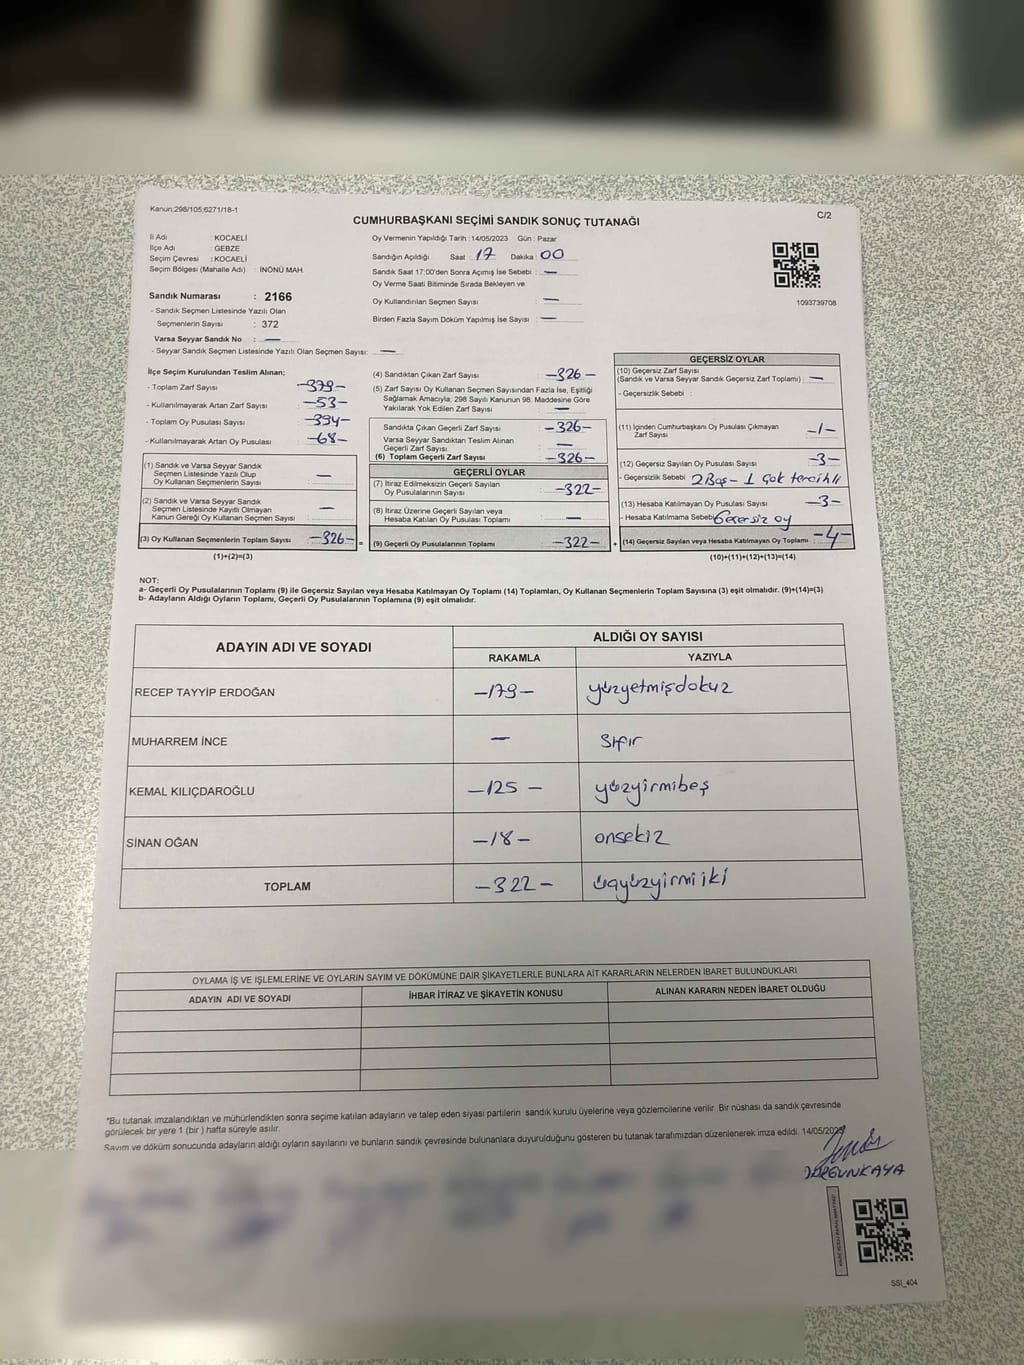 Kanun:298/105;6271/18-1
C/2
CUMHURBAŞKANI SEÇİMİ SANDIK SONUÇ TUTANAĞI
İl Adı : KOCAELİ
İlçe Adı : GEBZE
Seçim Çevresi : KOCAELİ
Seçim Bölgesi (Mahalle Adı) : İNÖNÜ MAH.
Sandık Numarası : 2166
- Sandık Seçmen Listesinde Yazılı Olan
Seçmenlerin Sayısı : 372
Varsa Seyyar Sandık No : —
- Seyyar Sandık Seçmen Listesinde Yazılı Olan Seçmen Sayısı: —
Oy Vermenin Yapıldığı Tarih :14/05/2023 Gün : Pazar
Sandığın Açıldığı Saat : 17 Dakika : 00
Sandık Saat 17:00'den Sonra Açımış İse Sebebi : —
Oy Verme Saati Bitiminde Sırada Bekleyen ve
Oy Kullandırılan Seçmen Sayısı : —
Birden Fazla Sayım Döküm Yapılmış İse Sayısı : —
1093739708
İlçe Seçim Kurulundan Teslim Alınan;
- Toplam Zarf Sayısı : -379-
- Kullanılmayarak Artan Zarf Sayısı : -53-
- Toplam Oy Pusulası Sayısı : -394-
- Kullanılmayarak Artan Oy Pusulası : -68-
(1) Sandık ve Varsa Seyyar Sandık
Seçmen Listesinde Yazılı Olup
Oy Kullanan Seçmenlerin Sayısı : —
(2) Sandık ve Varsa Seyyar Sandık
Seçmen Listesinde Kayıtlı Olmayan
Kanun Gereği Oy Kullanan Seçmen Sayısı : —
(3) Oy Kullanan Seçmenlerin Toplam Sayısı : -326-
(1)+(2)=(3)
(4) Sandıktan Çıkan Zarf Sayısı : -326-
(5) Zarf Sayısı Oy Kullanan Seçmen Sayısından Fazla İse, Eşitliği
Sağlamak Amacıyla; 298 Sayılı Kanunun 98. Maddesine Göre
Yakılarak Yok Edilen Zarf Sayısı : —
Sandıkta Çıkan Geçerli Zarf Sayısı : -326-
Varsa Seyyar Sandıktan Teslim Alınan
Geçerli Zarf Sayısı : —
(6) Toplam Geçerli Zarf Sayısı : -326-
GEÇERLİ OYLAR
(7) İtiraz Edilmeksizin Geçerli Sayılan
Oy Pusulalarının Sayısı : -322-
(8) İtiraz Üzerine Geçerli Sayılan veya
Hesaba Katılan Oy Pusulası Toplamı : —
(9) Geçerli Oy Pusulalarının Toplamı : -322-
GEÇERSİZ OYLAR
(10) Geçersiz Zarf Sayısı
(Sandık ve Varsa Seyyar Sandık Geçersiz Zarf Toplamı) : —
- Geçersizlik Sebebi :
(11) İçinden Cumhurbaşkanı Oy Pusulası Çıkmayan
Zarf Sayısı : -1-
(12) Geçersiz Sayılan Oy Pusulası Sayısı : -3-
- Geçersizlik Sebebi : 2 Boş - 1 çok tercihli
(13) Hesaba Katılmayan Oy Pusulası Sayısı : -3-
- Hesaba Katılmama Sebebi : Geçersiz oy
(14) Geçersiz Sayılan veya Hesaba Katılmayan Oy Toplamı : -4-
(10)+(11)+(12)+(13)=(14)
NOT:
a- Geçerli Oy Pusulalarının Toplamı (9) ile Geçersiz Sayılan veya Hesaba Katılmayan Oy Toplamı (14) Toplamları, Oy Kullanan Seçmenlerin Toplam Sayısına (3) eşit olmalıdır. (9)+(14)=(3)
b- Adayların Aldığı Oyların Toplamı, Geçerli Oy Pusulalarının Toplamına (9) eşit olmalıdır.
ADAYIN ADI VE SOYADI ALDIĞI OY SAYISI
RAKAMLA YAZIYLA
RECEP TAYYİP ERDOĞAN -179- yüzyetmişdokuz
MUHARREM İNCE — sıfır
KEMAL KILIÇDAROĞLU -125- yüzyirmibeş
SİNAN OĞAN -18- onsekiz
TOPLAM -322- üçyüzyirmiiki
OYLAMA İŞ VE İŞLEMLERİNE VE OYLARIN SAYIM VE DÖKÜMÜNE DAİR ŞİKAYETLERLE BUNLARA AİT KARARLARIN NELERDEN İBARET BULUNDUKLARI
ADAYIN ADI VE SOYADI İHBAR İTİRAZ VE ŞİKAYETİN KONUSU ALINAN KARARIN NEDEN İBARET OLDUĞU
*Bu tutanak imzalandıktan ve mühürlendikten sonra seçime katılan adayların ve talep eden siyasi partilerin sandık kurulu üyelerine veya gözlemcilerine verilir. Bir nüshası da sandık çevresinde
görülecek bir yere 1 (bir ) hafta süreyle asılır.
Sayım ve döküm sonucunda adayların aldığı oyların sayılarını ve bunların sandık çevresinde bulunanlara duyurulduğunu gösteren bu tutanak tarafımızdan düzenlenerek imza edildi. 14/05/2023
SSI_404